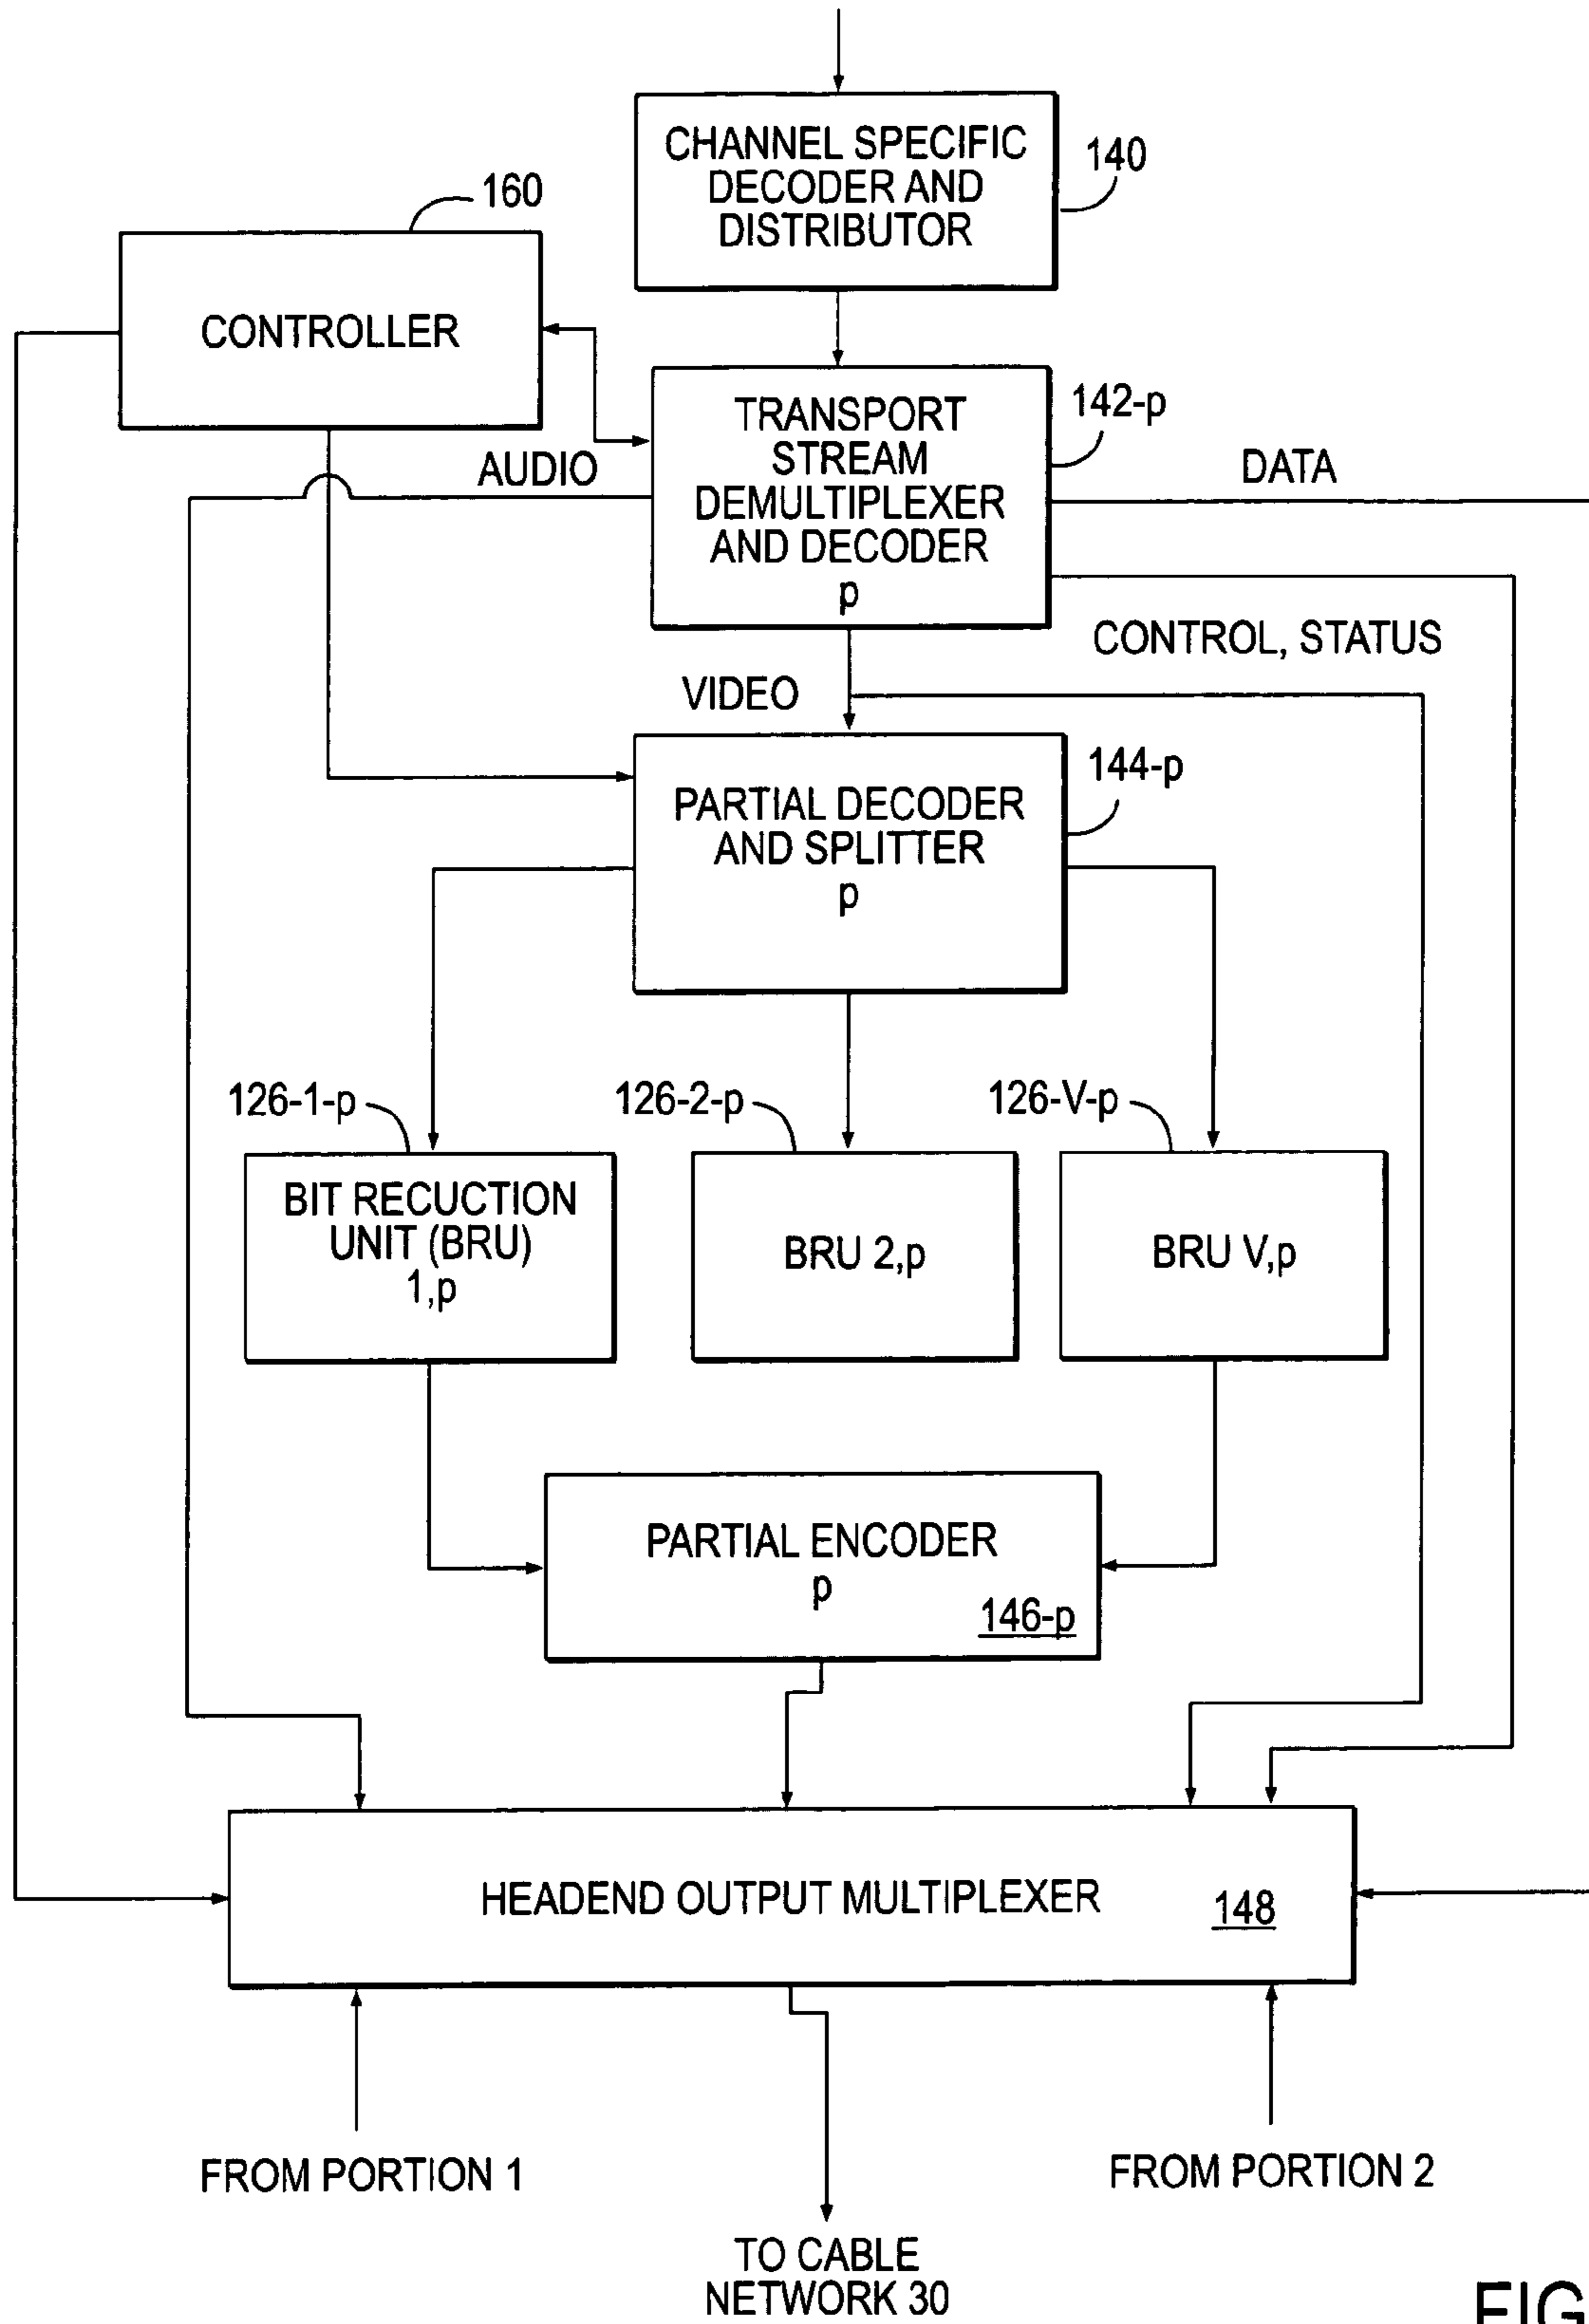 CHANNEL SPECIFIC
DECODER AND
DISTRIBUTOR
140
160
CONTROLLER
TRANSPORT
STREAM
DEMULTIPLEXER
AND DECODER
p
142-p
AUDIO
DATA
CONTROL, STATUS
VIDEO
PARTIAL DECODER
AND SPLITTER
p
144-p
126-1-p
126-2-p
126-V-p
BIT RECUCTION
UNIT (BRU)
1,p
BRU 2,p
BRU V,p
PARTIAL ENCODER
p
146-p
HEADEND OUTPUT MULTIPLEXER
148
FROM PORTION 1
FROM PORTION 2
TO CABLE
NETWORK 30
FIG